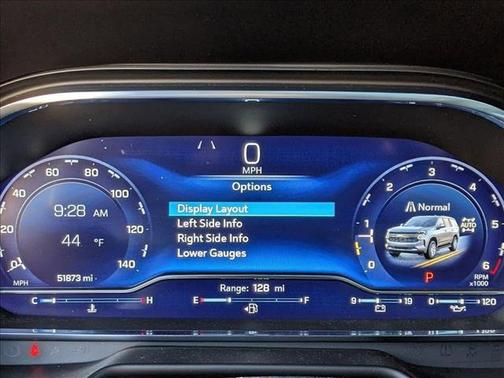 0
MPH
Options
Display Layout
Left Side Info
Right Side Info
Lower Gauges
20 40 60 80 100 120 140
9:28 AM
44 °F
51873 mi
MPH
0 1 2 3 4 5 6
Normal
AUTO
P
RPM
x1000
Range: 128 mi
C H
E F
9 19
0 120